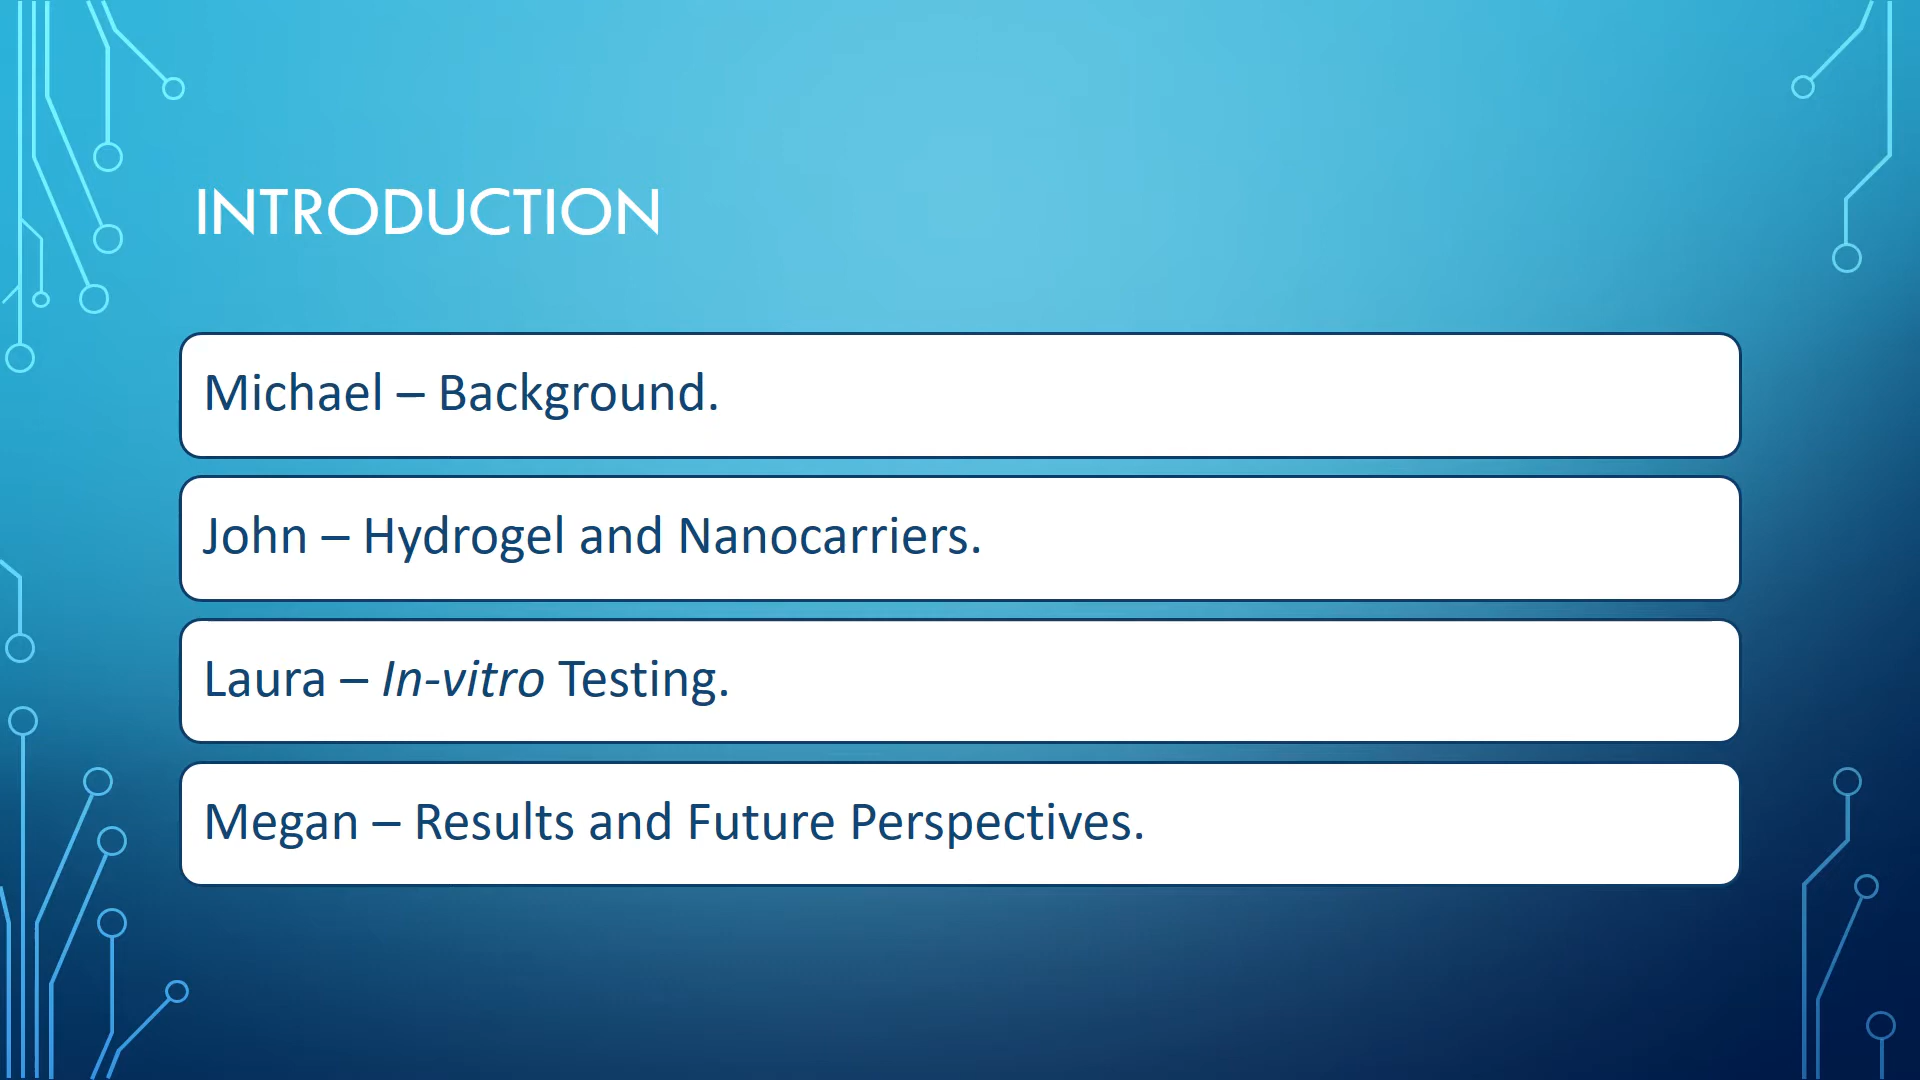 INTRODUCTION
Michael – Background.
John – Hydrogel and Nanocarriers.
Laura – In-vitro Testing.
Megan – Results and Future Perspectives.